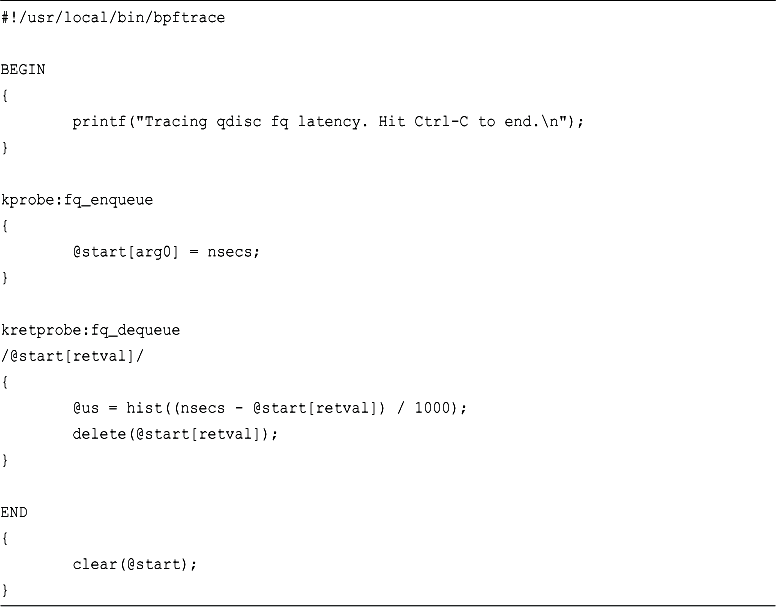 #!/usr/local/bin/bpftrace
BEGIN
{
        printf("Tracing qdisc fq latency. Hit Ctrl-C to end.\n");
}
kprobe:fq_enqueue
{
        @start[arg0] = nsecs;
}
kretprobe:fq_dequeue
/@start[retval]/
{
        @us = hist((nsecs - @start[retval]) / 1000);
        delete(@start[retval]);
}
END
{
        clear(@start);
}